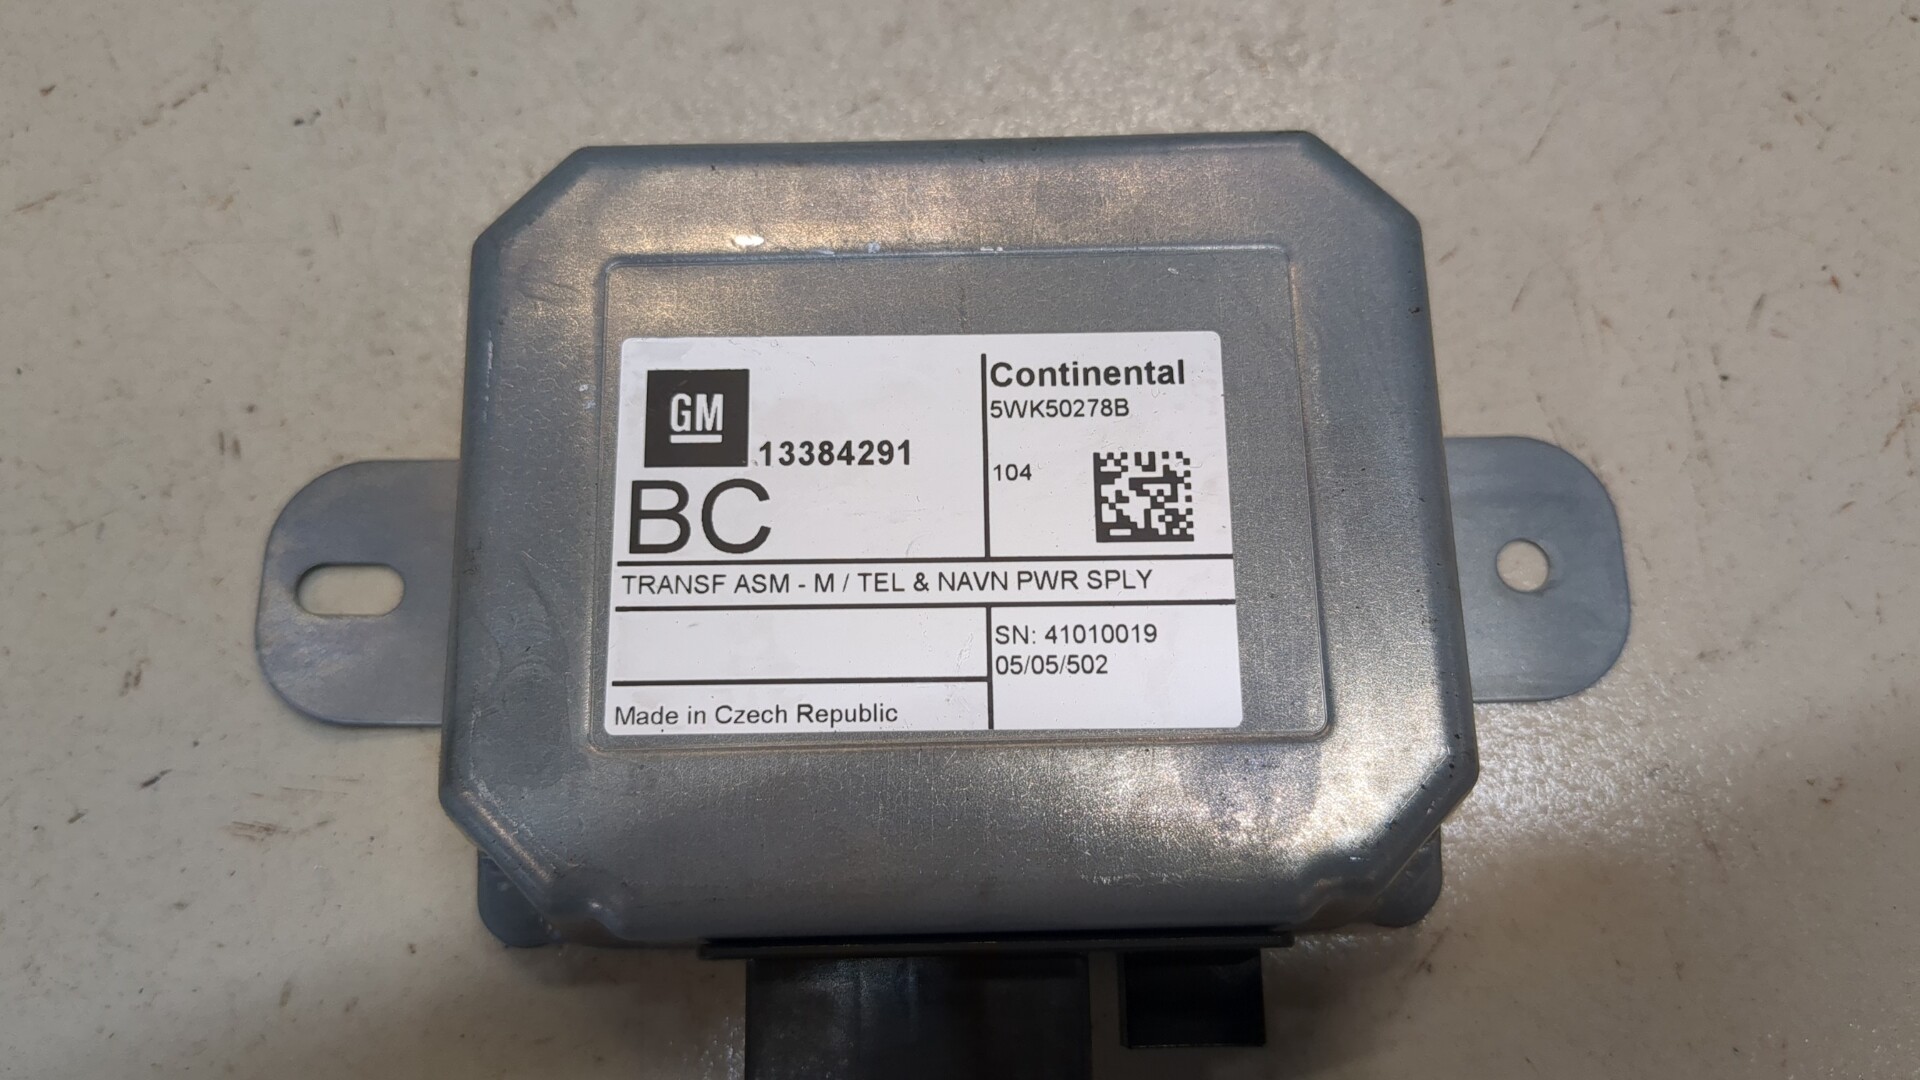 GM
13384291
BC
Continental
5WK50278B
104
TRANSF ASM - M / TEL & NAVN PWR SPLY
SN: 41010019
05/05/502
Made in Czech Republic